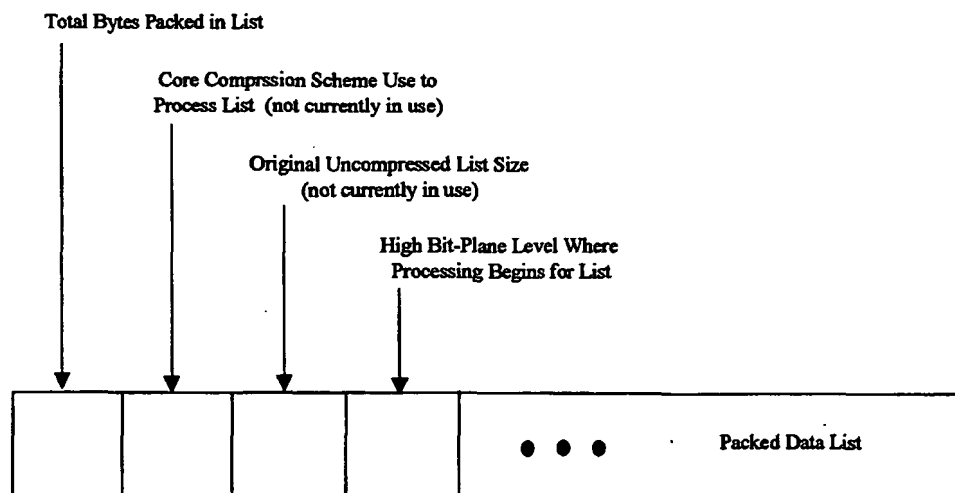 Total Bytes Packed in List
Core Comprssion Scheme Use to
Process List (not currently in use)
Original Uncompressed List Size
(not currently in use)
High Bit-Plane Level Where
Processing Begins for List
Packed Data List